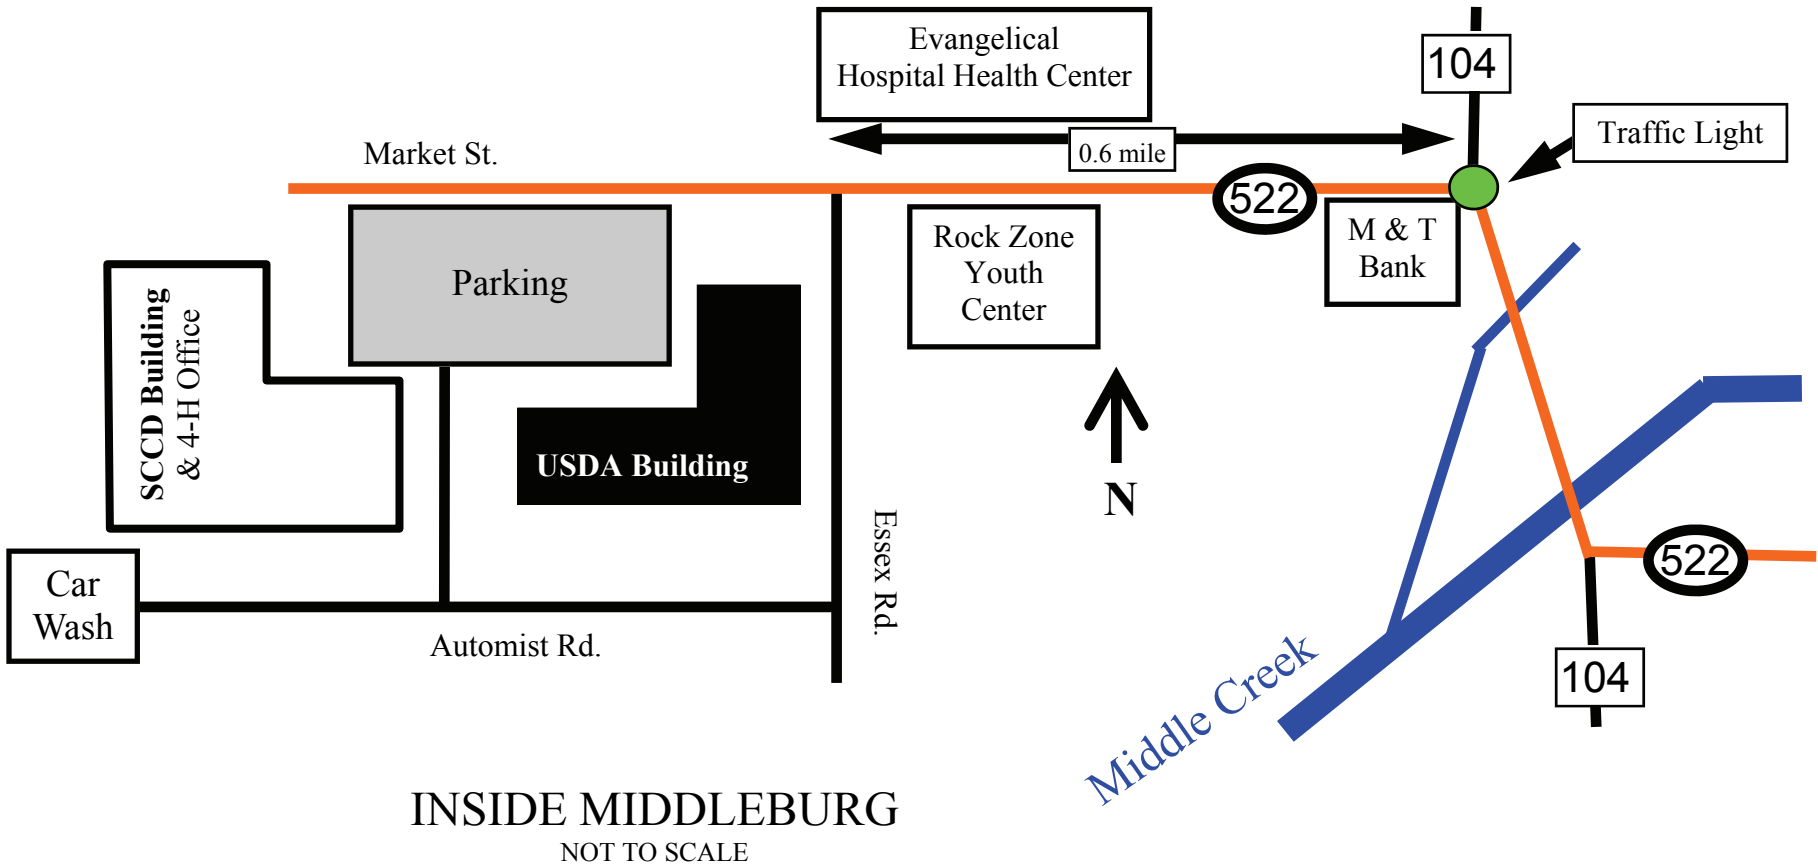 Evangelical
Hospital Health Center
104
Traffic Light
Market St.
0.6 mile
522
M & T
Bank
Rock Zone
Youth
Center
Parking
SCCD Building
& 4-H Office
USDA Building
N
Essex Rd.
522
Car
Wash
Automist Rd.
104
Middle Creek
INSIDE MIDDLEBURG
NOT TO SCALE